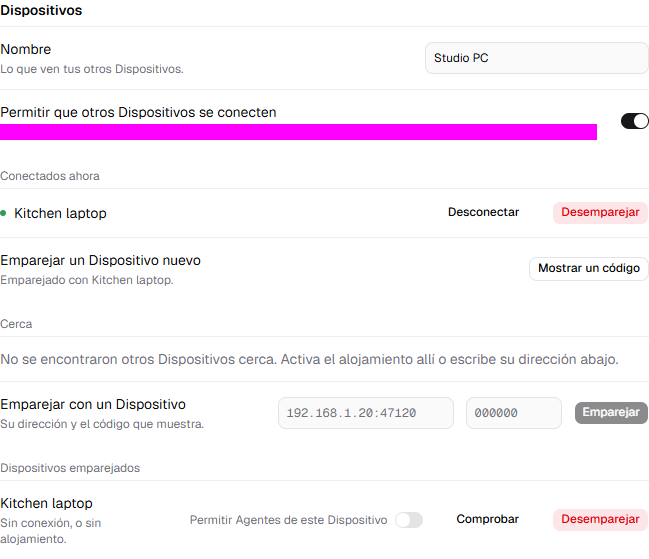 Dispositivos
Nombre
Lo que ven tus otros Dispositivos.
Studio PC
Permitir que otros Dispositivos se conecten
Conectados ahora
Kitchen laptop
Desconectar
Desemparejar
Emparejar un Dispositivo nuevo
Emparejado con Kitchen laptop.
Mostrar un código
Cerca
No se encontraron otros Dispositivos cerca. Activa el alojamiento allí o escribe su dirección abajo.
Emparejar con un Dispositivo
Su dirección y el código que muestra.
192.168.1.20:47120
000000
Emparejar
Dispositivos emparejados
Kitchen laptop
Sin conexión, o sin
alojamiento.
Permitir Agentes de este Dispositivo
Comprobar
Desemparejar